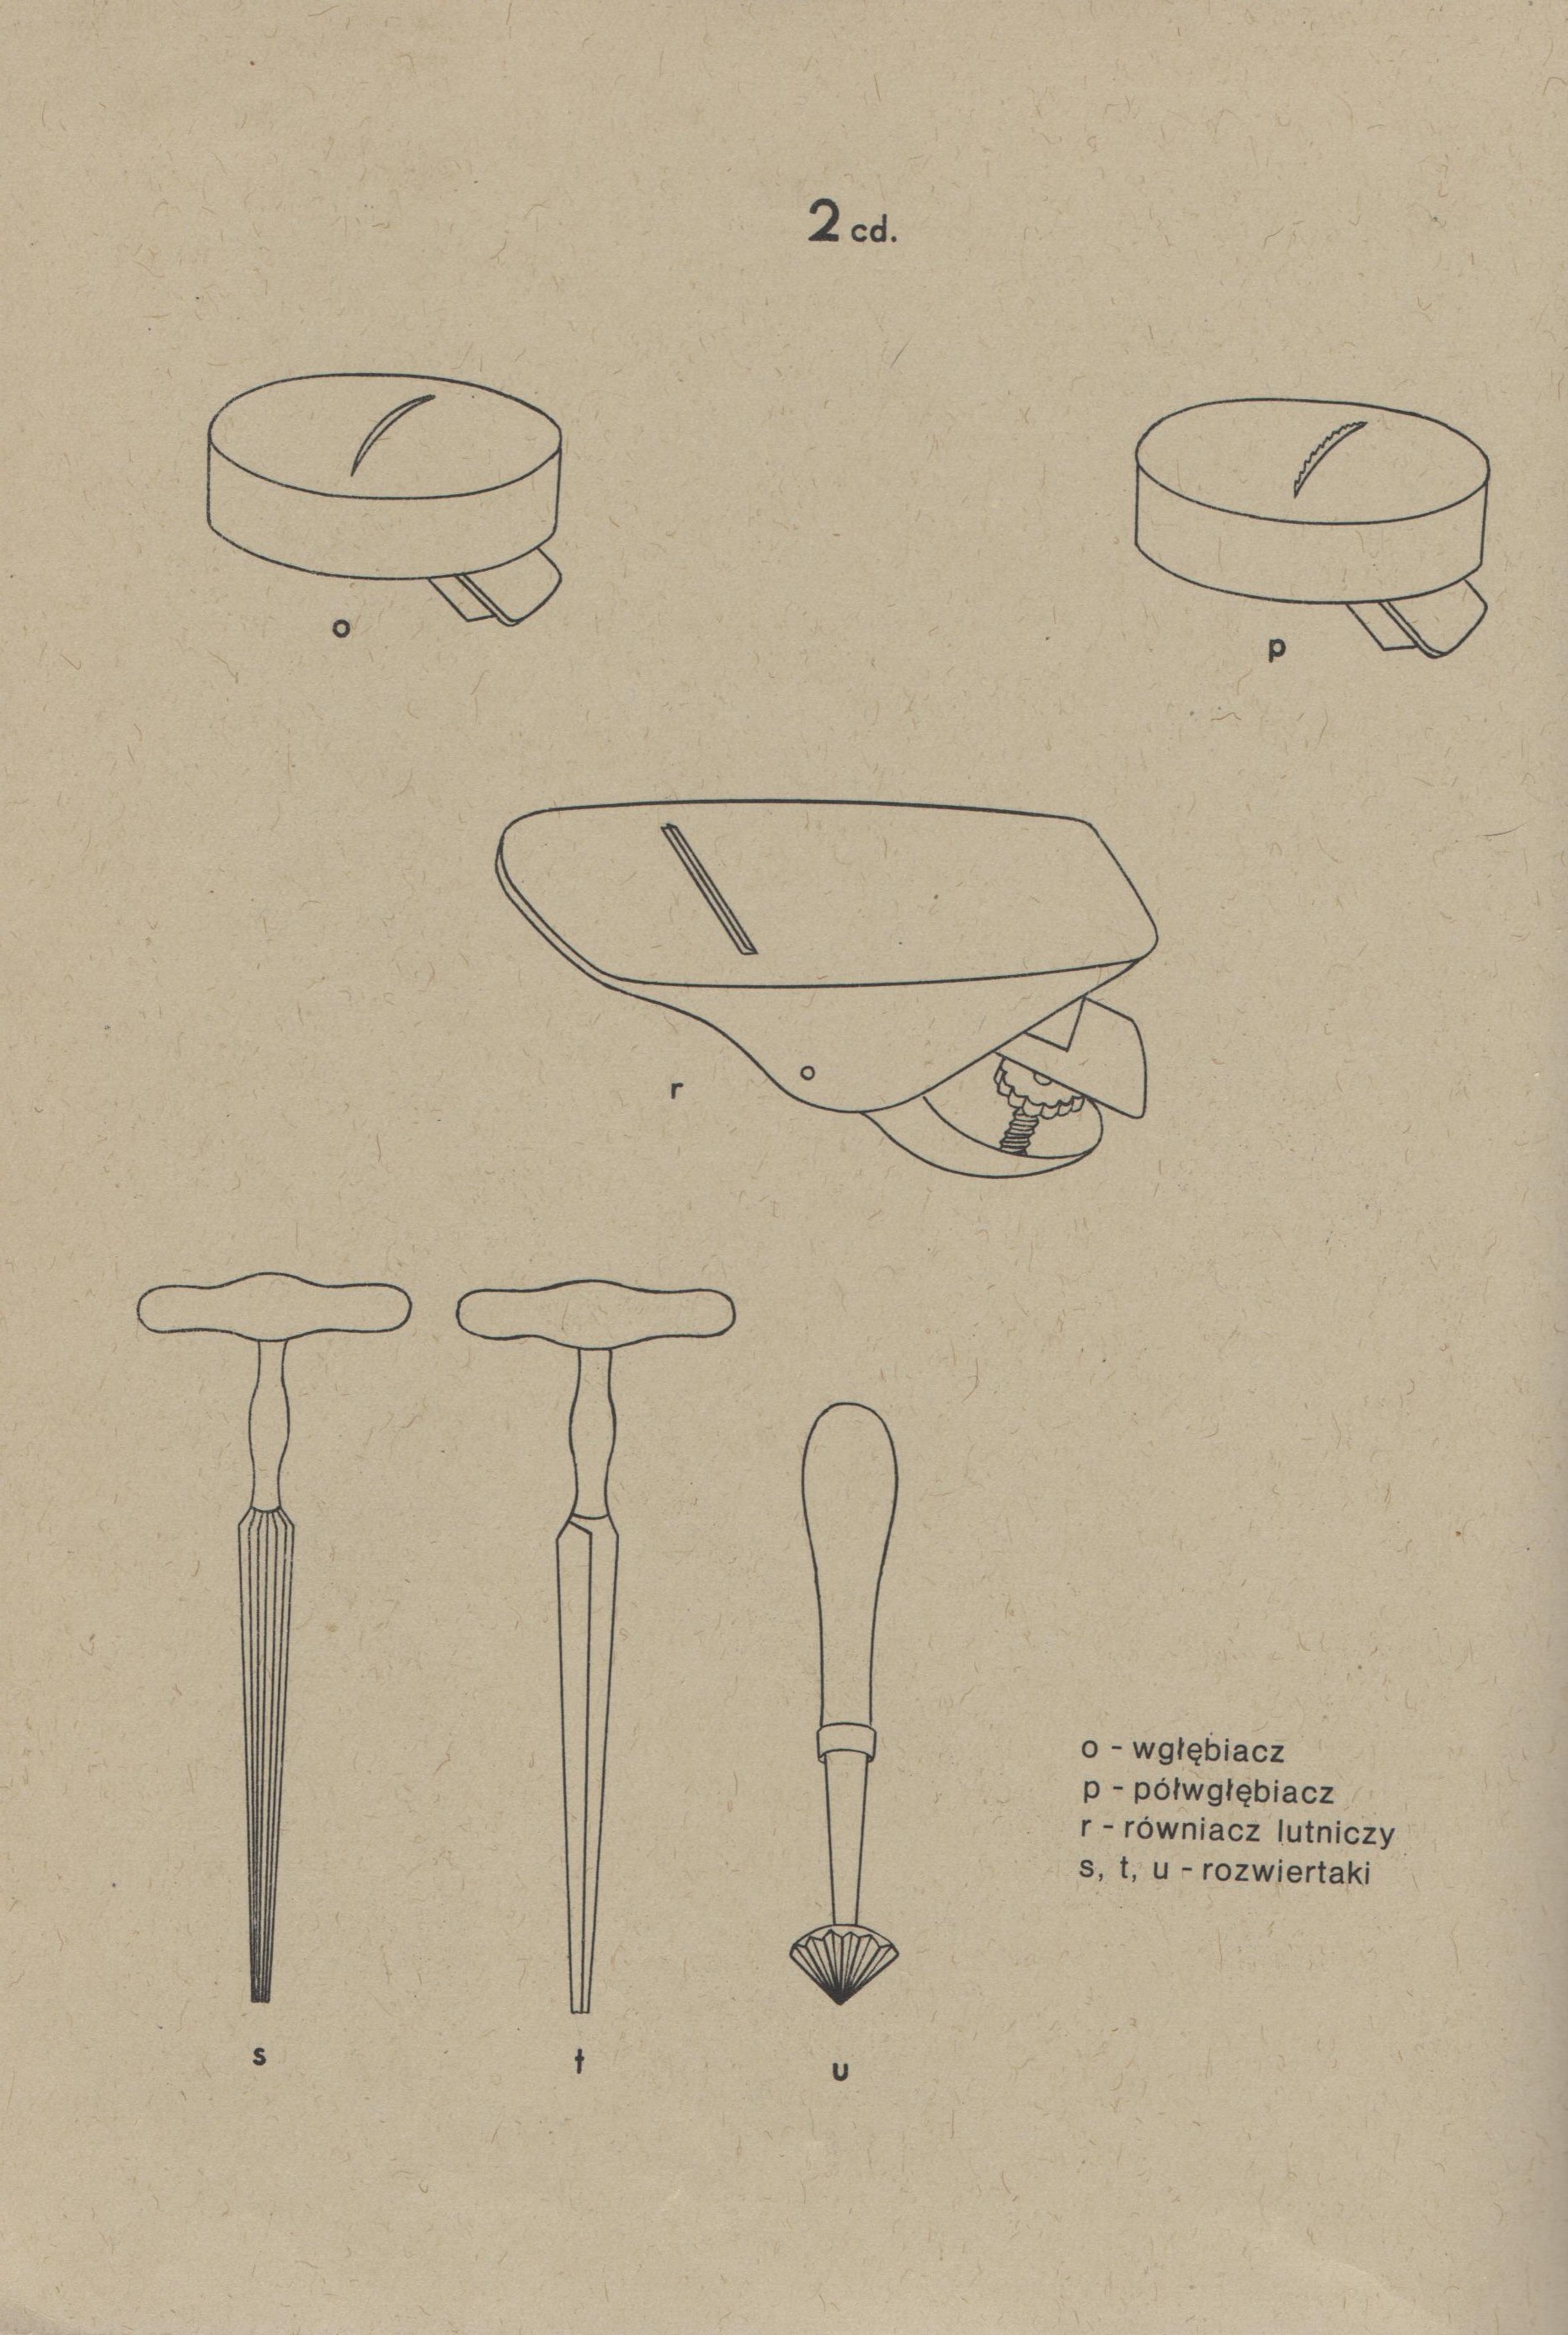 2 cd.
o
p
r
s
t
u
o - wgłębiacz
p - półwgłębiacz
r - równiacz lutniczy
s, t, u - rozwiertaki